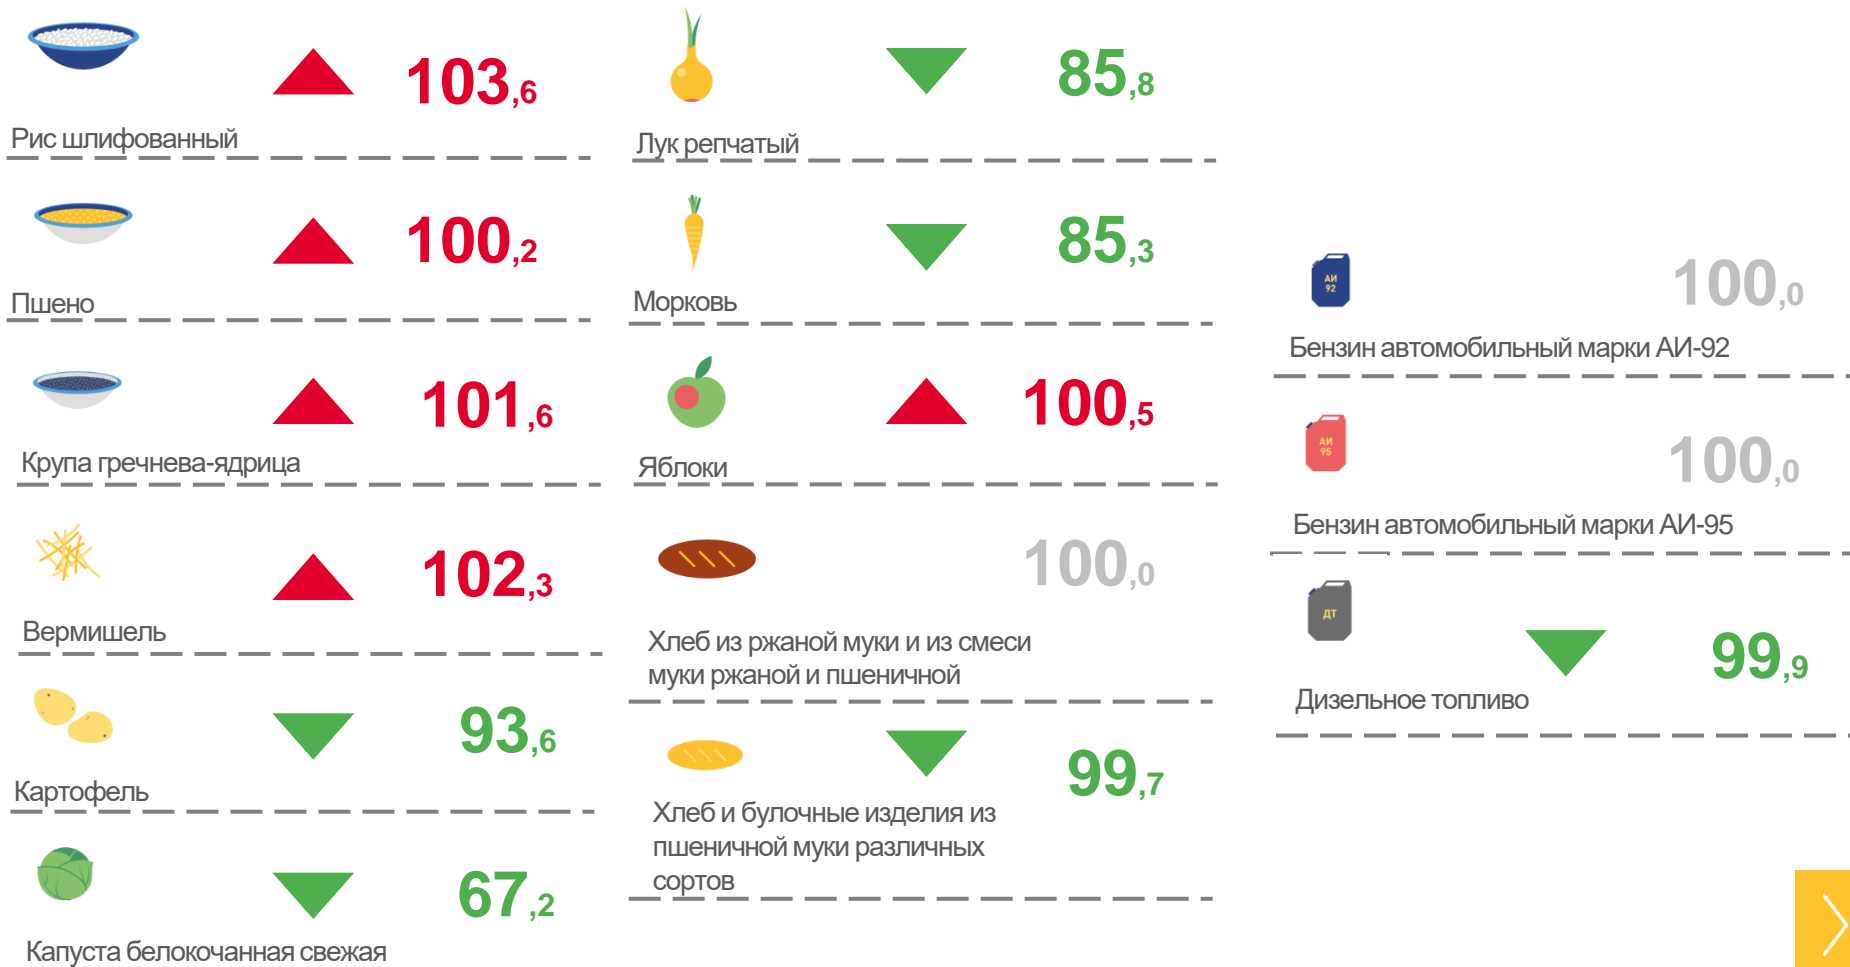 103,6
Рис шлифованный
100,2
Пшено
101,6
Крупа гречнева-ядрица
102,3
Вермишель
93,6
Картофель
67,2
Капуста белокочанная свежая
85,8
Лук репчатый
85,3
Морковь
100,5
Яблоки
100,0
Хлеб из ржаной муки и из смеси
муки ржаной и пшеничной
99,7
Хлеб и булочные изделия из
пшеничной муки различных
сортов
АИ
92
100,0
Бензин автомобильный марки АИ-92
АИ
95
100,0
Бензин автомобильный марки АИ-95
ДТ
99,9
Дизельное топливо